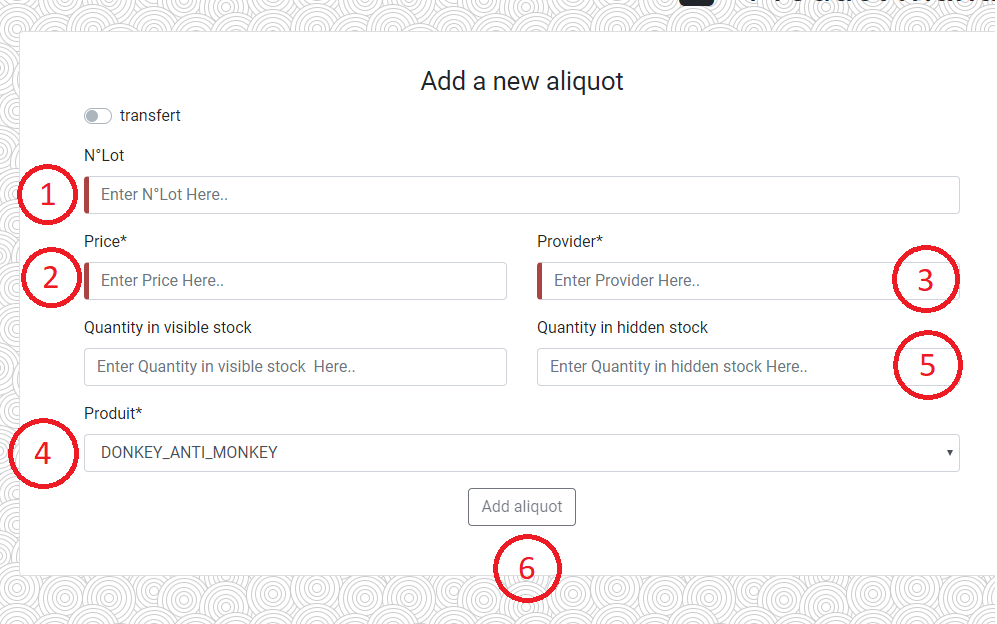 Add a new aliquot
transfert
N°Lot
1 Enter N°Lot Here..
Price* Provider*
2 Enter Price Here.. Enter Provider Here.. 3
Quantity in visible stock Quantity in hidden stock
Enter Quantity in visible stock Here.. Enter Quantity in hidden stock Here.. 5
Produit*
4 DONKEY_ANTI_MONKEY
Add aliquot
6